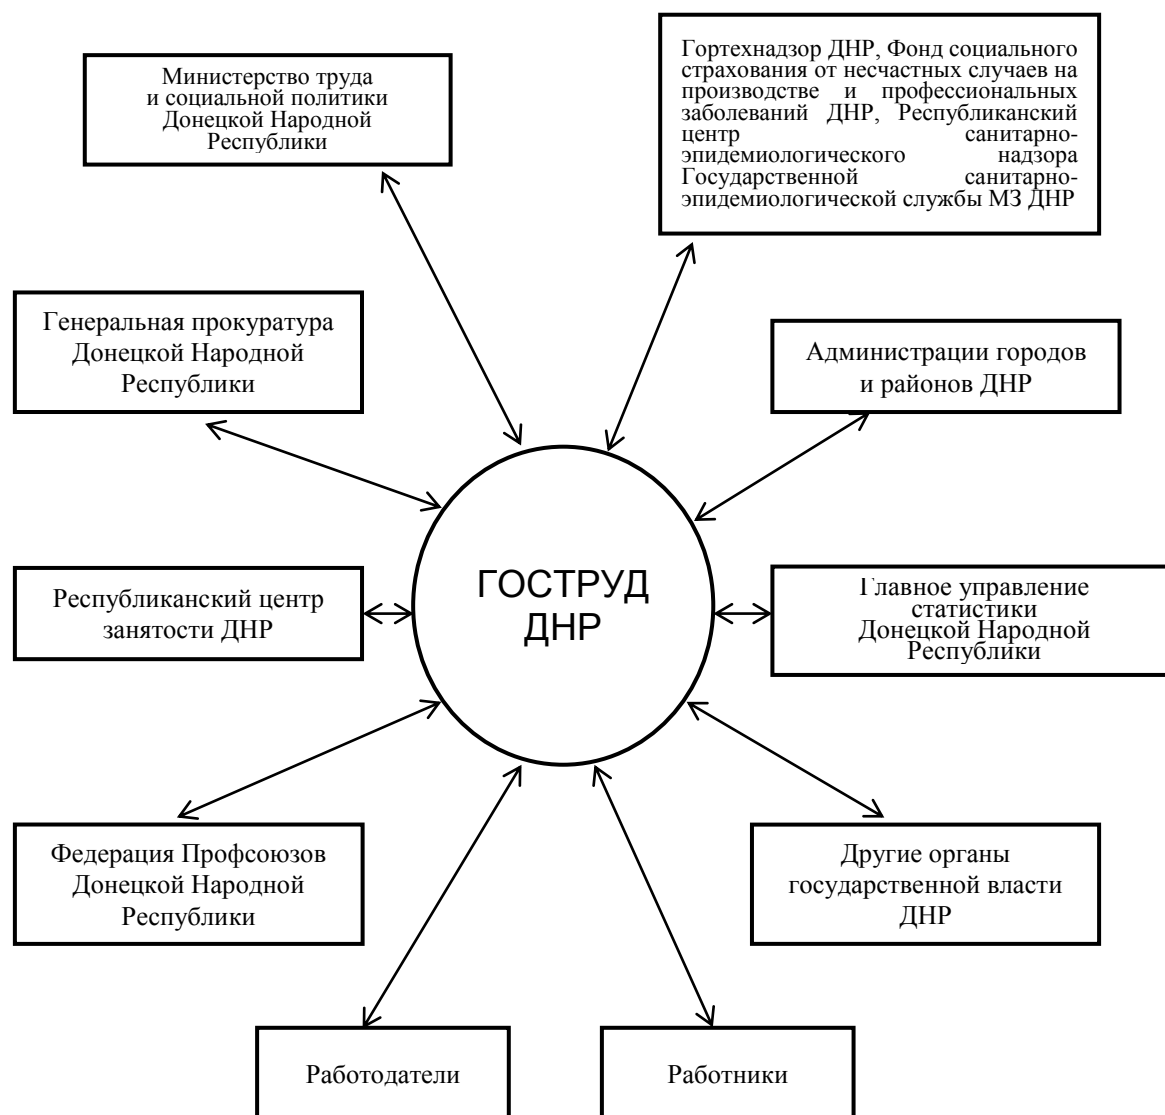 Министерство труда
и социальной политики
Донецкой Народной
Республики
Гортехнадзор ДНР, Фонд социального
страхования от несчастных случаев на
производстве и профессиональных
заболеваний ДНР, Республиканский
центр санитарно-
эпидемиологического надзора
Государственной санитарно-
эпидемиологической службы МЗ ДНР
Генеральная прокуратура
Донецкой Народной
Республики
Администрации городов
и районов ДНР
ГОСТРУД
ДНР
Республиканский центр
занятости ДНР
Главное управление
статистики
Донецкой Народной
Республики
Федерация Профсоюзов
Донецкой Народной
Республики
Другие органы
государственной власти
ДНР
Работодатели
Работники